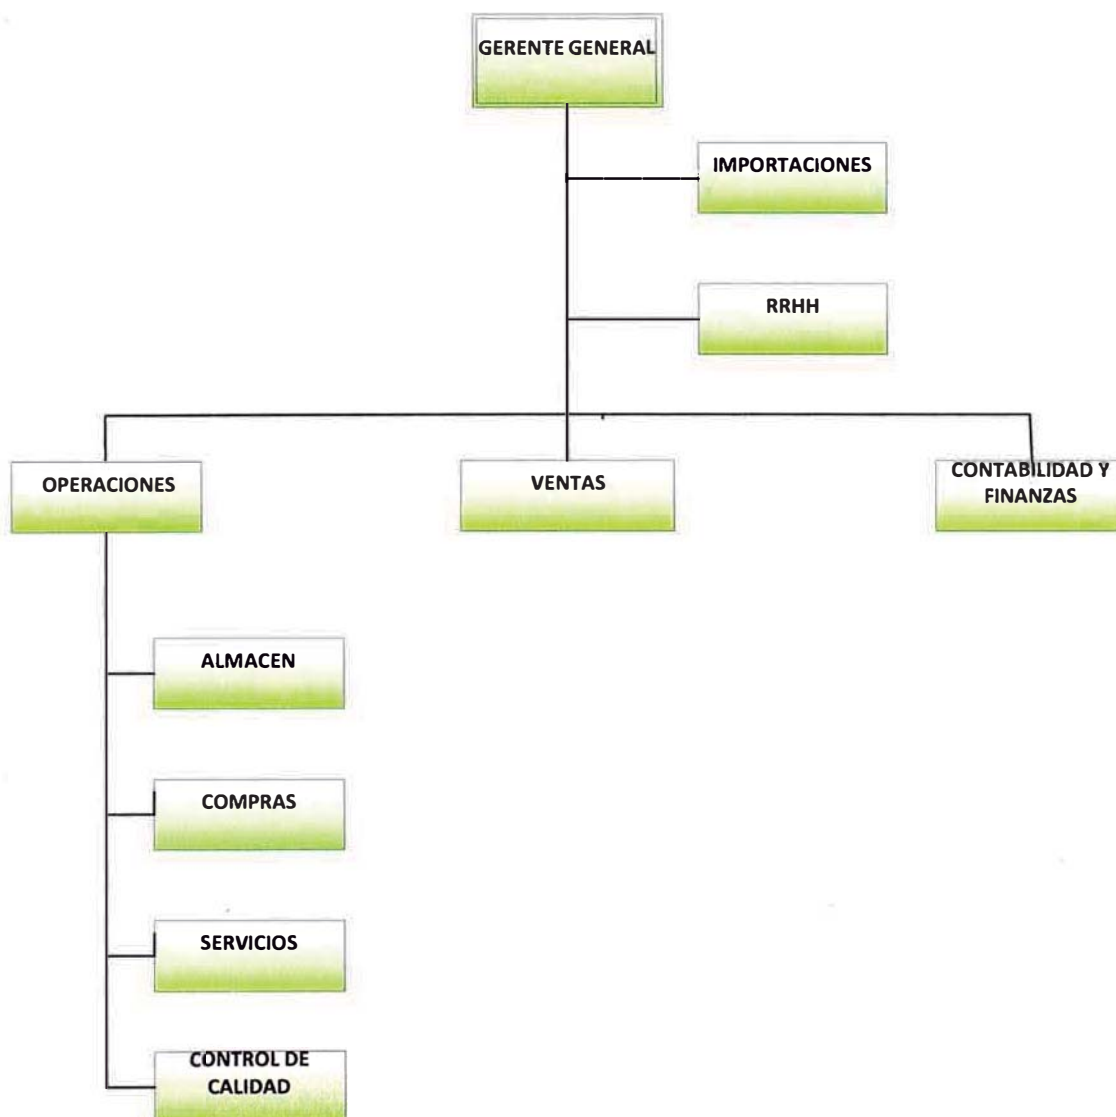 GERENTE GENERAL
IMPORTACIONES
RRHH
OPERACIONES
VENTAS
CONTABILIDAD Y
FINANZAS
ALMACEN
COMPRAS
SERVICIOS
CONTROL DE
CALIDAD